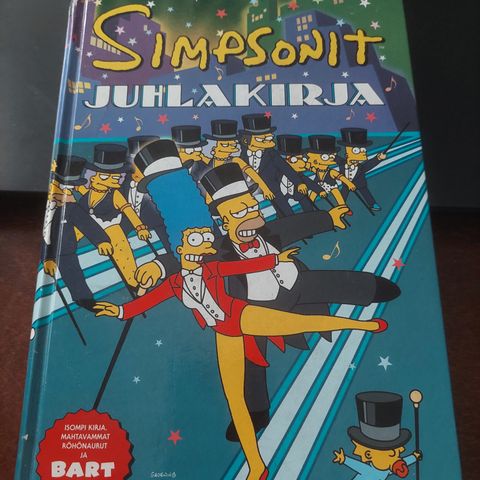 SIMPSONIT
JUHLAKIRJA
ISOMPI KIRJA,
MAHTAVAMMAT
RÖHÖNAURUT
JA
BART